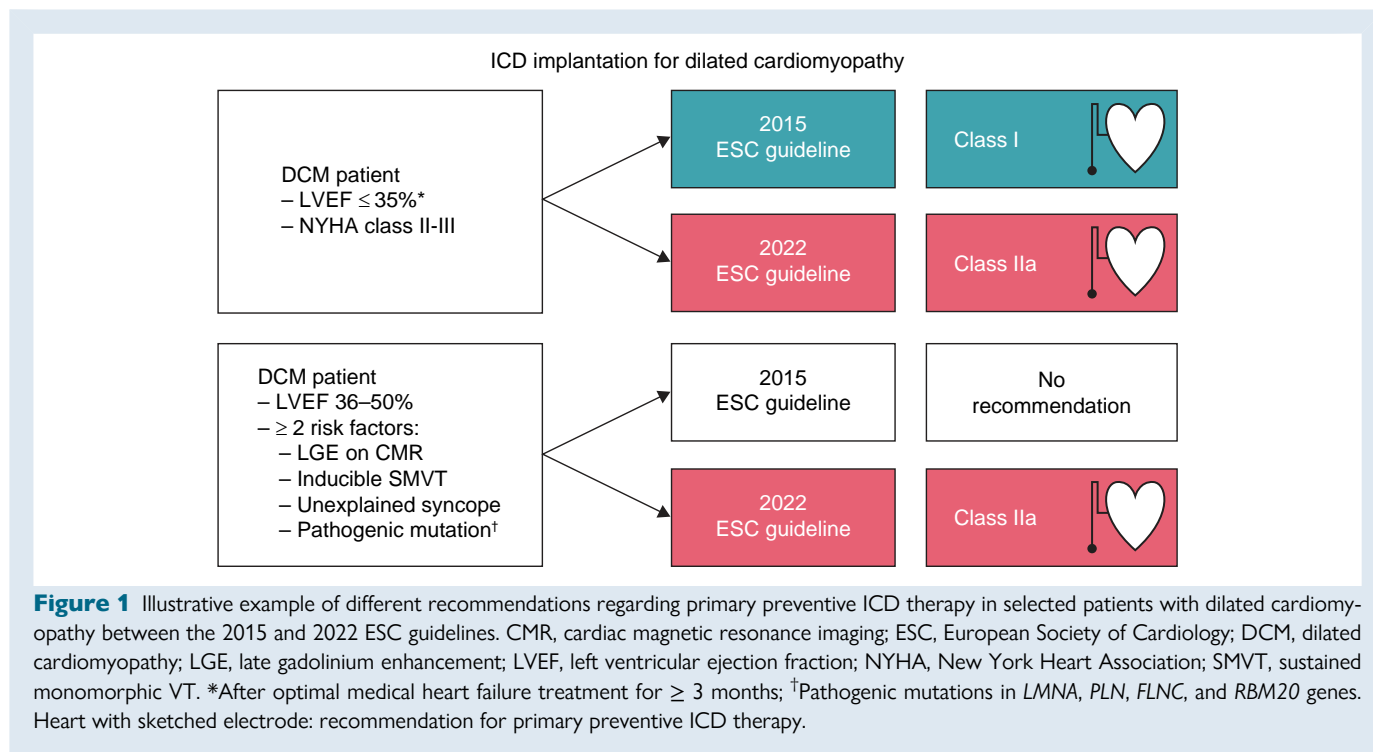 ICD implantation for dilated cardiomyopathy
DCM patient
– LVEF ≤ 35%*
– NYHA class II-III
2015
ESC guideline
Class I
2022
ESC guideline
Class IIa
DCM patient
– LVEF 36–50%
– ≥ 2 risk factors:
– LGE on CMR
– Inducible SMVT
– Unexplained syncope
– Pathogenic mutation†
2015
ESC guideline
No
recommendation
2022
ESC guideline
Class IIa
Figure 1 Illustrative example of different recommendations regarding primary preventive ICD therapy in selected patients with dilated cardiomy-
opathy between the 2015 and 2022 ESC guidelines. CMR, cardiac magnetic resonance imaging; ESC, European Society of Cardiology; DCM, dilated
cardiomyopathy; LGE, late gadolinium enhancement; LVEF, left ventricular ejection fraction; NYHA, New York Heart Association; SMVT, sustained
monomorphic VT. *After optimal medical heart failure treatment for ≥ 3 months; †Pathogenic mutations in LMNA, PLN, FLNC, and RBM20 genes.
Heart with sketched electrode: recommendation for primary preventive ICD therapy.